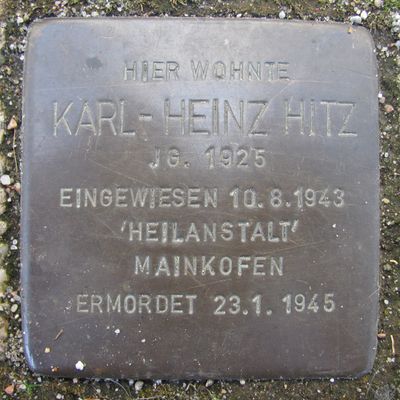 HIER WOHNTE
KARL-HEINZ HITZ
JG. 1925
EINGEWIESEN 10.8.1943
'HEILANSTALT'
MAINKOFEN
ERMORDET 23.1.1945